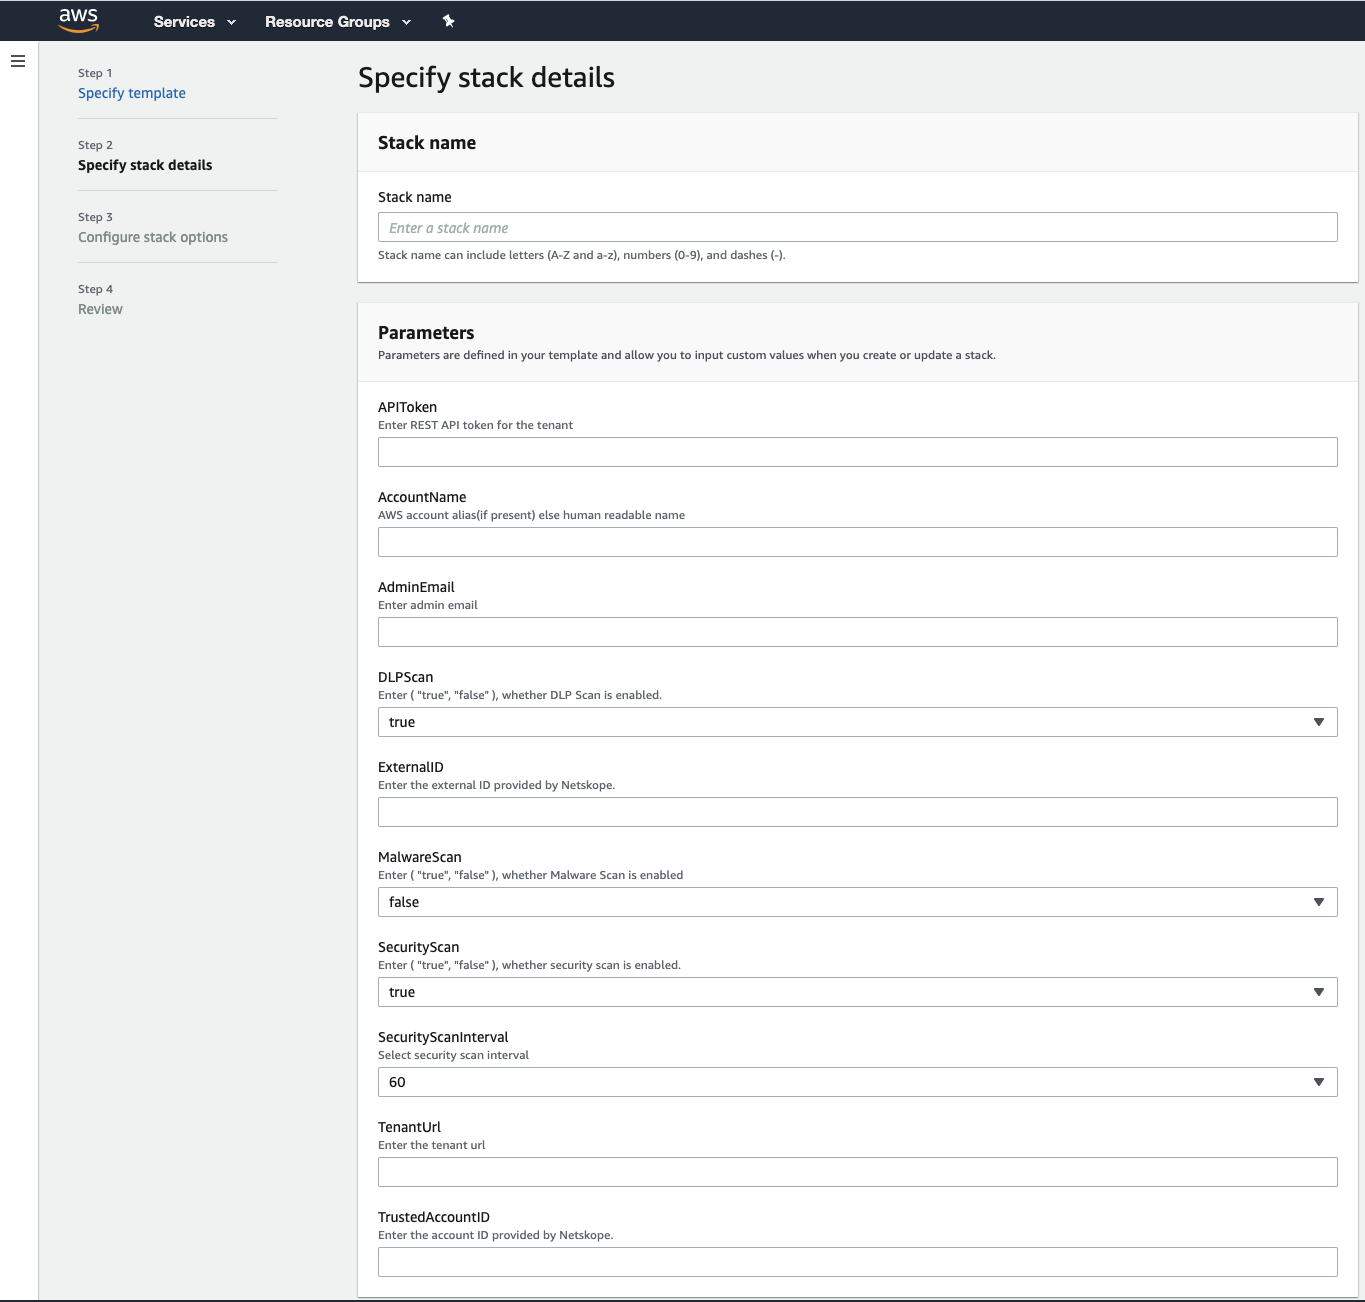 aws Services Resource Groups
Step 1
Specify template
Step 2
Specify stack details
Step 3
Configure stack options
Step 4
Review
Specify stack details
Stack name
Stack name
Enter a stack name
Stack name can include letters (A-Z and a-z), numbers (0-9), and dashes (-).
Parameters
Parameters are defined in your template and allow you to input custom values when you create or update a stack.
APIToken
Enter REST API token for the tenant
AccountName
AWS account alias(if present) else human readable name
AdminEmail
Enter admin email
DLPScan
Enter ( "true", "false" ), whether DLP Scan is enabled.
true
ExternalID
Enter the external ID provided by Netskope.
MalwareScan
Enter ( "true", "false" ), whether Malware Scan is enabled
false
SecurityScan
Enter ( "true", "false" ), whether security scan is enabled.
true
SecurityScanInterval
Select security scan interval
60
TenantUrl
Enter the tenant url
TrustedAccountID
Enter the account ID provided by Netskope.